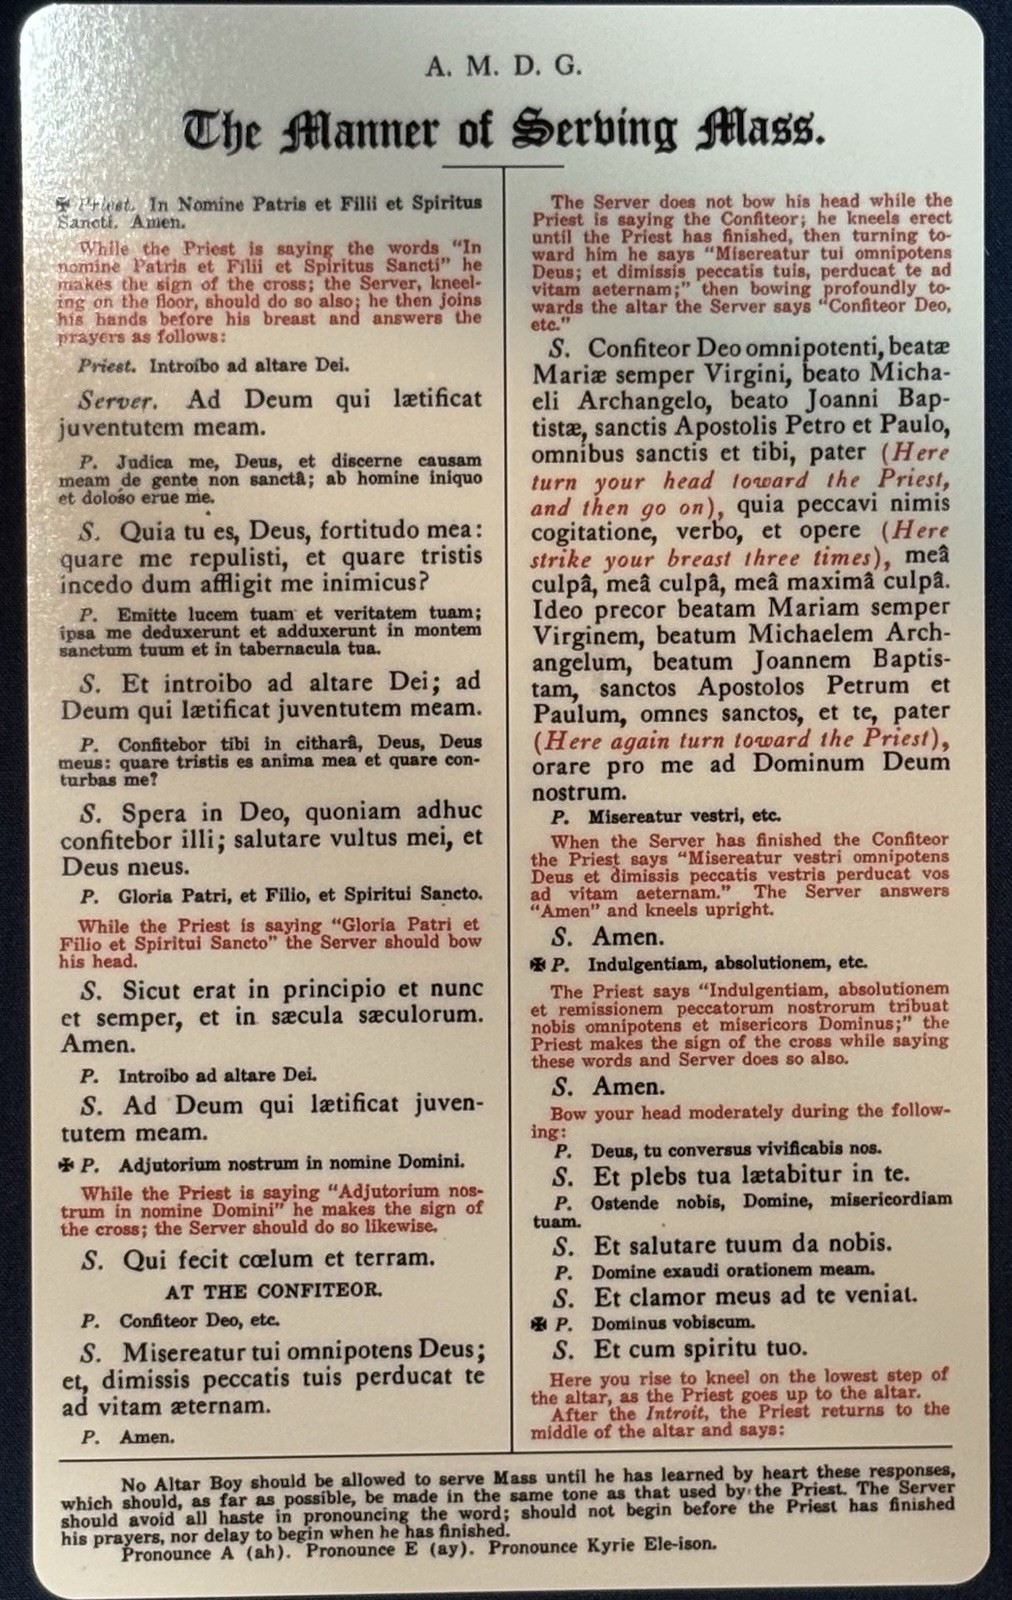 A. M. D. G.
The Manner of Serving Mass.
✠ Priest. In Nomine Patris et Filii et Spiritus
Sancti. Amen.
While the Priest is saying the words “In
nomine Patris et Filii et Spiritus Sancti” he
makes the sign of the cross; the Server, kneel-
ing on the floor, should do so also; he then joins
his hands before his breast and answers the
prayers as follows:
Priest. Introibo ad altare Dei.
Server. Ad Deum qui lætificat
juventutem meam.
P. Judica me, Deus, et discerne causam
meam de gente non sanctâ; ab homine iniquo
et doloso erue me.
S. Quia tu es, Deus, fortitudo mea:
quare me repulisti, et quare tristis
incedo dum affligit me inimicus?
P. Emitte lucem tuam et veritatem tuam;
ipsa me deduxerunt et adduxerunt in montem
sanctum tuum et in tabernacula tua.
S. Et introibo ad altare Dei; ad
Deum qui lætificat juventutem meam.
P. Confitebor tibi in citharâ, Deus, Deus
meus: quare tristis es anima mea et quare con-
turbas me?
S. Spera in Deo, quoniam adhuc
confitebor illi; salutare vultus mei, et
Deus meus.
P. Gloria Patri, et Filio, et Spiritui Sancto.
While the Priest is saying “Gloria Patri et
Filio et Spiritui Sancto” the Server should bow
his head.
S. Sicut erat in principio et nunc
et semper, et in sæcula sæculorum.
Amen.
P. Introibo ad altare Dei.
S. Ad Deum qui lætificat juven-
tutem meam.
✠ P. Adjutorium nostrum in nomine Domini.
While the Priest is saying “Adjutorium nos-
trum in nomine Domini” he makes the sign of
the cross; the Server should do so likewise.
S. Qui fecit cœlum et terram.
AT THE CONFITEOR.
P. Confiteor Deo, etc.
S. Misereatur tui omnipotens Deus;
et, dimissis peccatis tuis perducat te
ad vitam æternam.
P. Amen.
The Server does not bow his head while the
Priest is saying the Confiteor; he kneels erect
until the Priest has finished, then turning to-
ward him he says “Misereatur tui omnipotens
Deus; et dimissis peccatis tuis, perducat te ad
vitam aeternam;” then bowing profoundly to-
wards the altar the Server says “Confiteor Deo,
etc.”
S. Confiteor Deo omnipotenti, beatæ
Mariæ semper Virgini, beato Micha-
eli Archangelo, beato Joanni Bap-
tistæ, sanctis Apostolis Petro et Paulo,
omnibus sanctis et tibi, pater (Here
turn your head toward the Priest,
and then go on), quia peccavi nimis
cogitatione, verbo, et opere (Here
strike your breast three times), meâ
culpâ, meâ culpâ, meâ maximâ culpâ.
Ideo precor beatam Mariam semper
Virginem, beatum Michaelem Arch-
angelum, beatum Joannem Baptis-
tam, sanctos Apostolos Petrum et
Paulum, omnes sanctos, et te, pater
(Here again turn toward the Priest),
orare pro me ad Dominum Deum
nostrum.
P. Misereatur vestri, etc.
When the Server has finished the Confiteor
the Priest says “Misereatur vestri omnipotens
Deus et dimissis peccatis vestris perducat vos
ad vitam aeternam.” The Server answers
“Amen” and kneels upright.
S. Amen.
✠ P. Indulgentiam, absolutionem, etc.
The Priest says “Indulgentiam, absolutionem
et remissionem peccatorum nostrorum tribuat
nobis omnipotens et misericors Dominus;” the
Priest makes the sign of the cross while saying
these words and Server does so also.
S. Amen.
Bow your head moderately during the follow-
ing:
P. Deus, tu conversus vivificabis nos.
S. Et plebs tua lætabitur in te.
P. Ostende nobis, Domine, misericordiam
tuam.
S. Et salutare tuum da nobis.
P. Domine exaudi orationem meam.
S. Et clamor meus ad te veniat.
✠ P. Dominus vobiscum.
S. Et cum spiritu tuo.
Here you rise to kneel on the lowest step of
the altar, as the Priest goes up to the altar.
After the Introit, the Priest returns to the
middle of the altar and says:
No Altar Boy should be allowed to serve Mass until he has learned by heart these responses,
which should, as far as possible, be made in the same tone as that used by the Priest. The Server
should avoid all haste in pronouncing the word; should not begin before the Priest has finished
his prayers, nor delay to begin when he has finished.
Pronounce A (ah). Pronounce E (ay). Pronounce Kyrie Ele-ison.